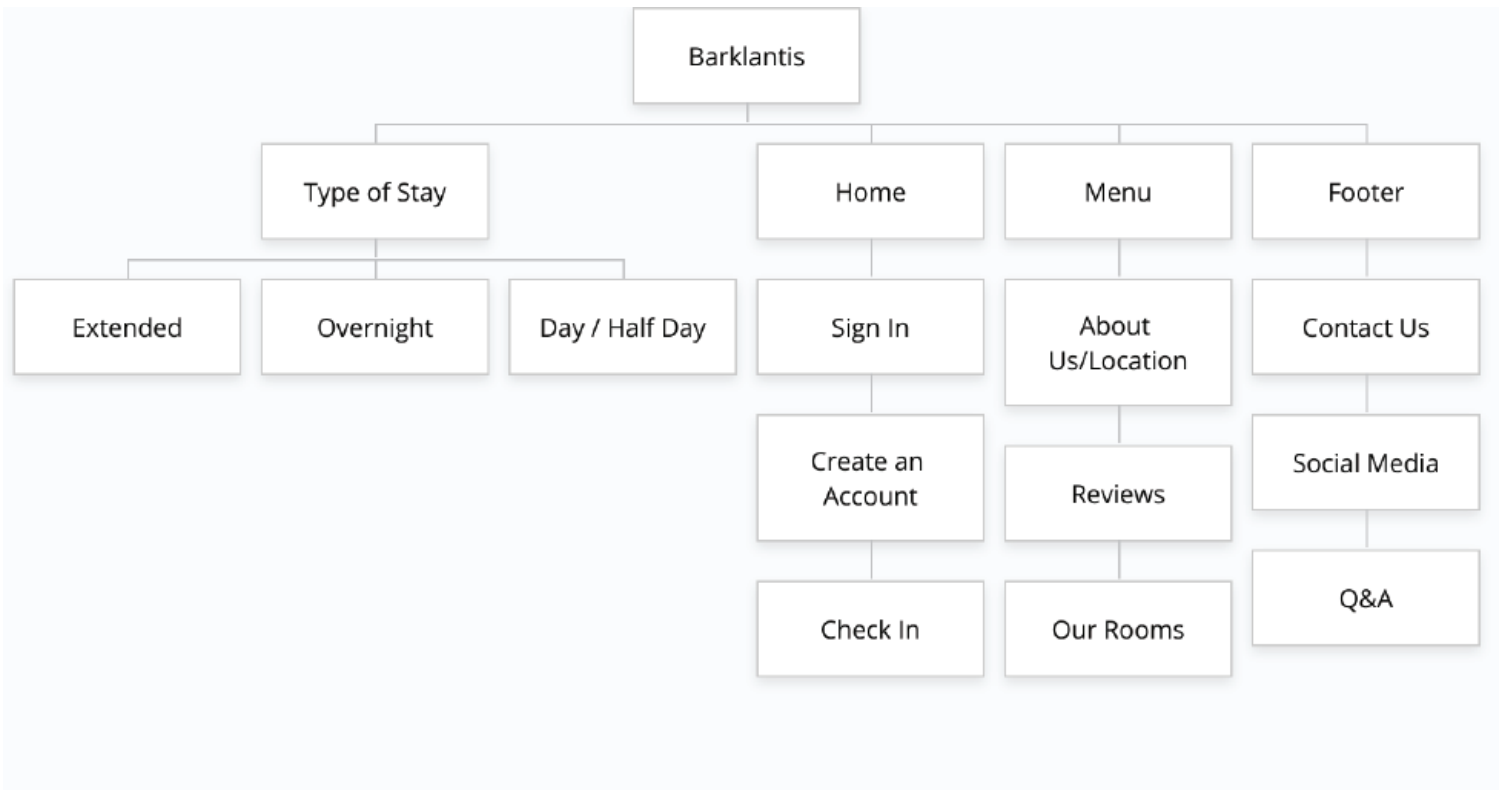 Barklantis
Type of Stay
Home
Menu
Footer
Extended
Overnight
Day / Half Day
Sign In
About
Us/Location
Contact Us
Create an
Account
Reviews
Social Media
Check In
Our Rooms
Q&A